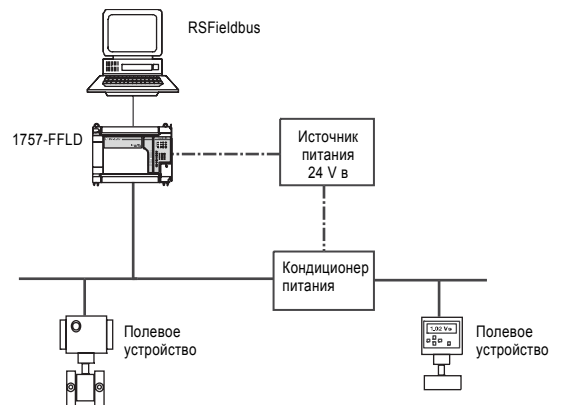 RSFieldbus
1757-FFLD
Источник
питания
24 V в
Кондиционер
питания
Полевое
устройство
Полевое
устройство